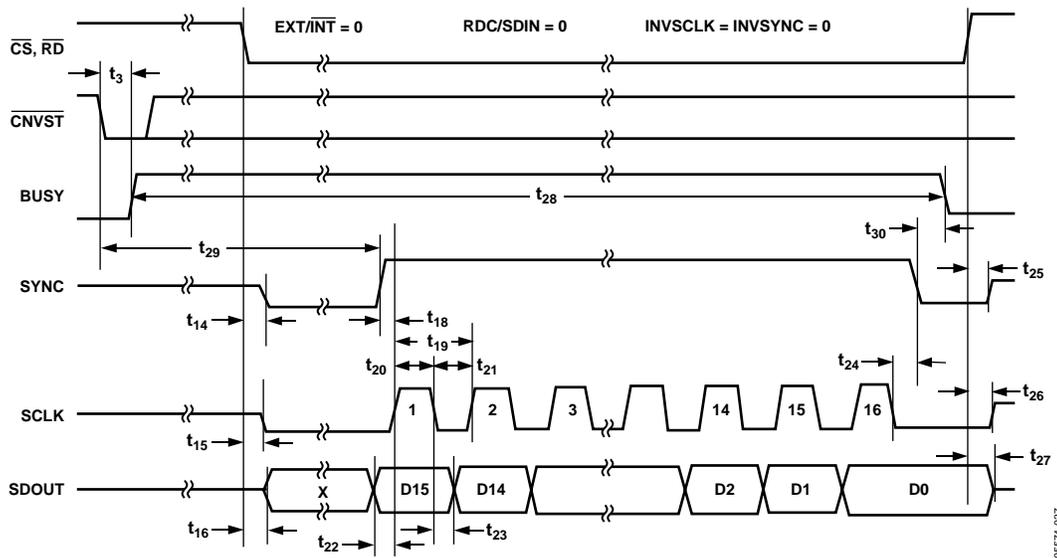 EXT/INT = 0 RDC/SDIN = 0 INVSCLK = INVSYNC = 0
CS, RD
t3
CNVST
BUSY
t28
t30
t29
t25
SYNC
t14
t18
t19
t20
t21
t24
t26
SCLK
1 2 3 14 15 16
t15
t27
SDOUT
X D15 D14 D2 D1 D0
t16
t22
t23